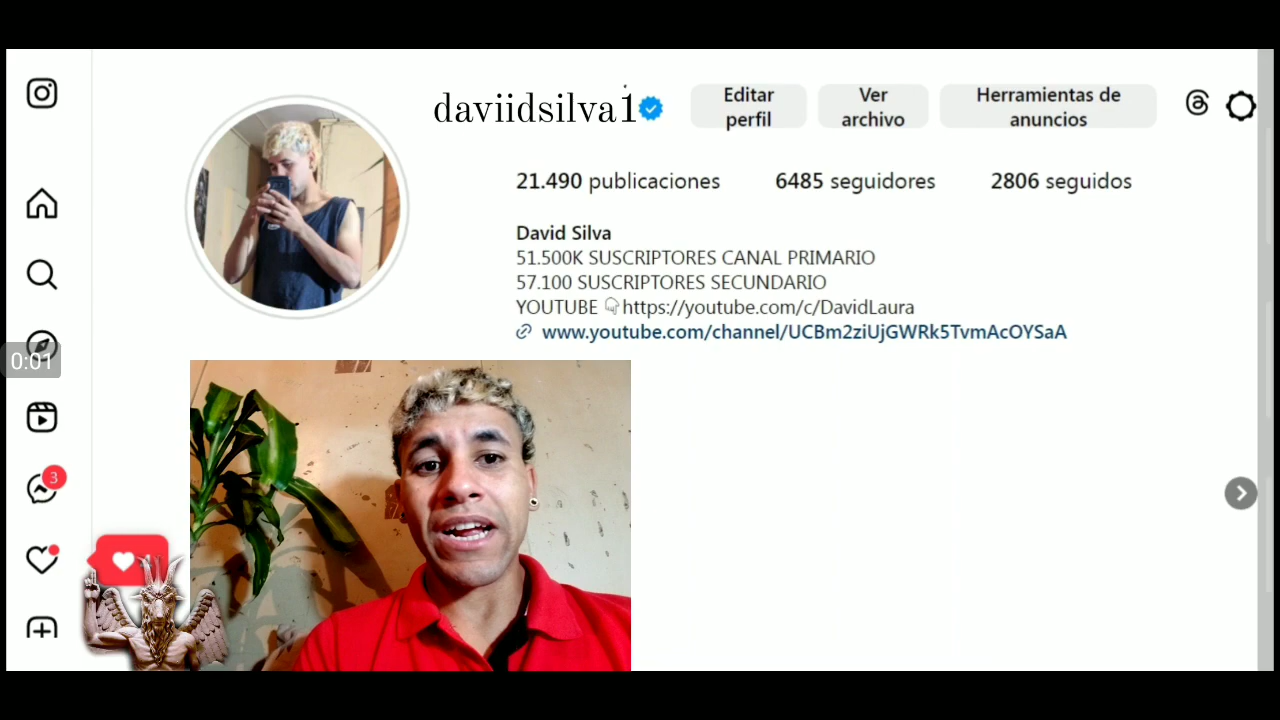 daviidsilva1
Editar perfil
Ver archivo
Herramientas de anuncios
21.490 publicaciones 6485 seguidores 2806 seguidos
David Silva
51.500K SUSCRIPTORES CANAL PRIMARIO
57.100 SUSCRIPTORES SECUNDARIO
YOUTUBE 👇https://youtube.com/c/DavidLaura
www.youtube.com/channel/UCBm2ziUjGWRk5TvmAcOYSaA
0:01
3